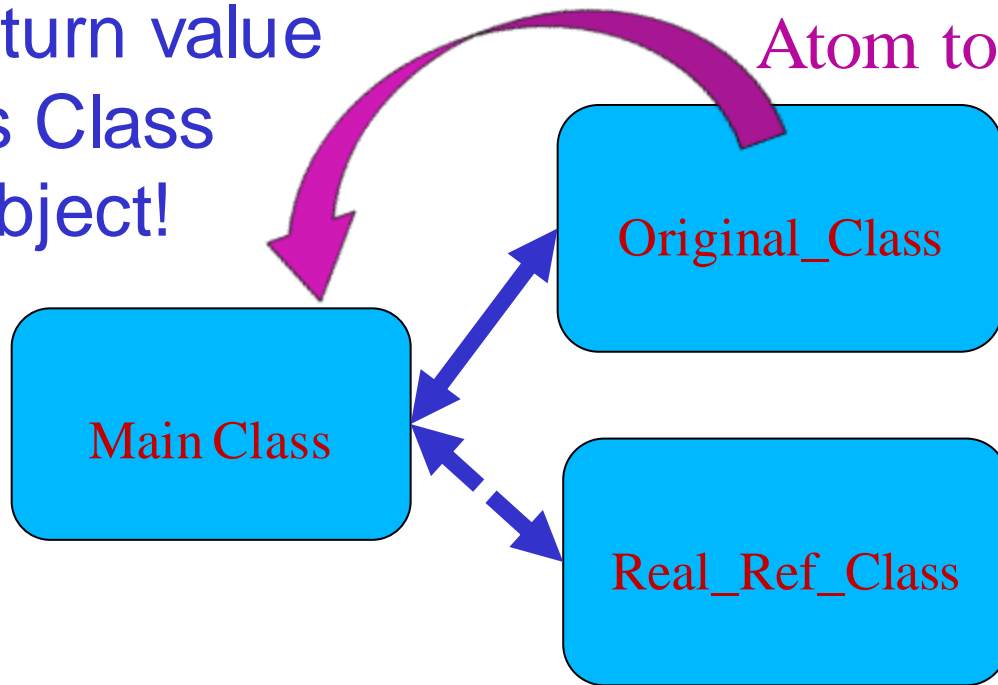 turn value
s Class
bject!
Atom to
Original_Class
Main Class
Real_Ref_Class